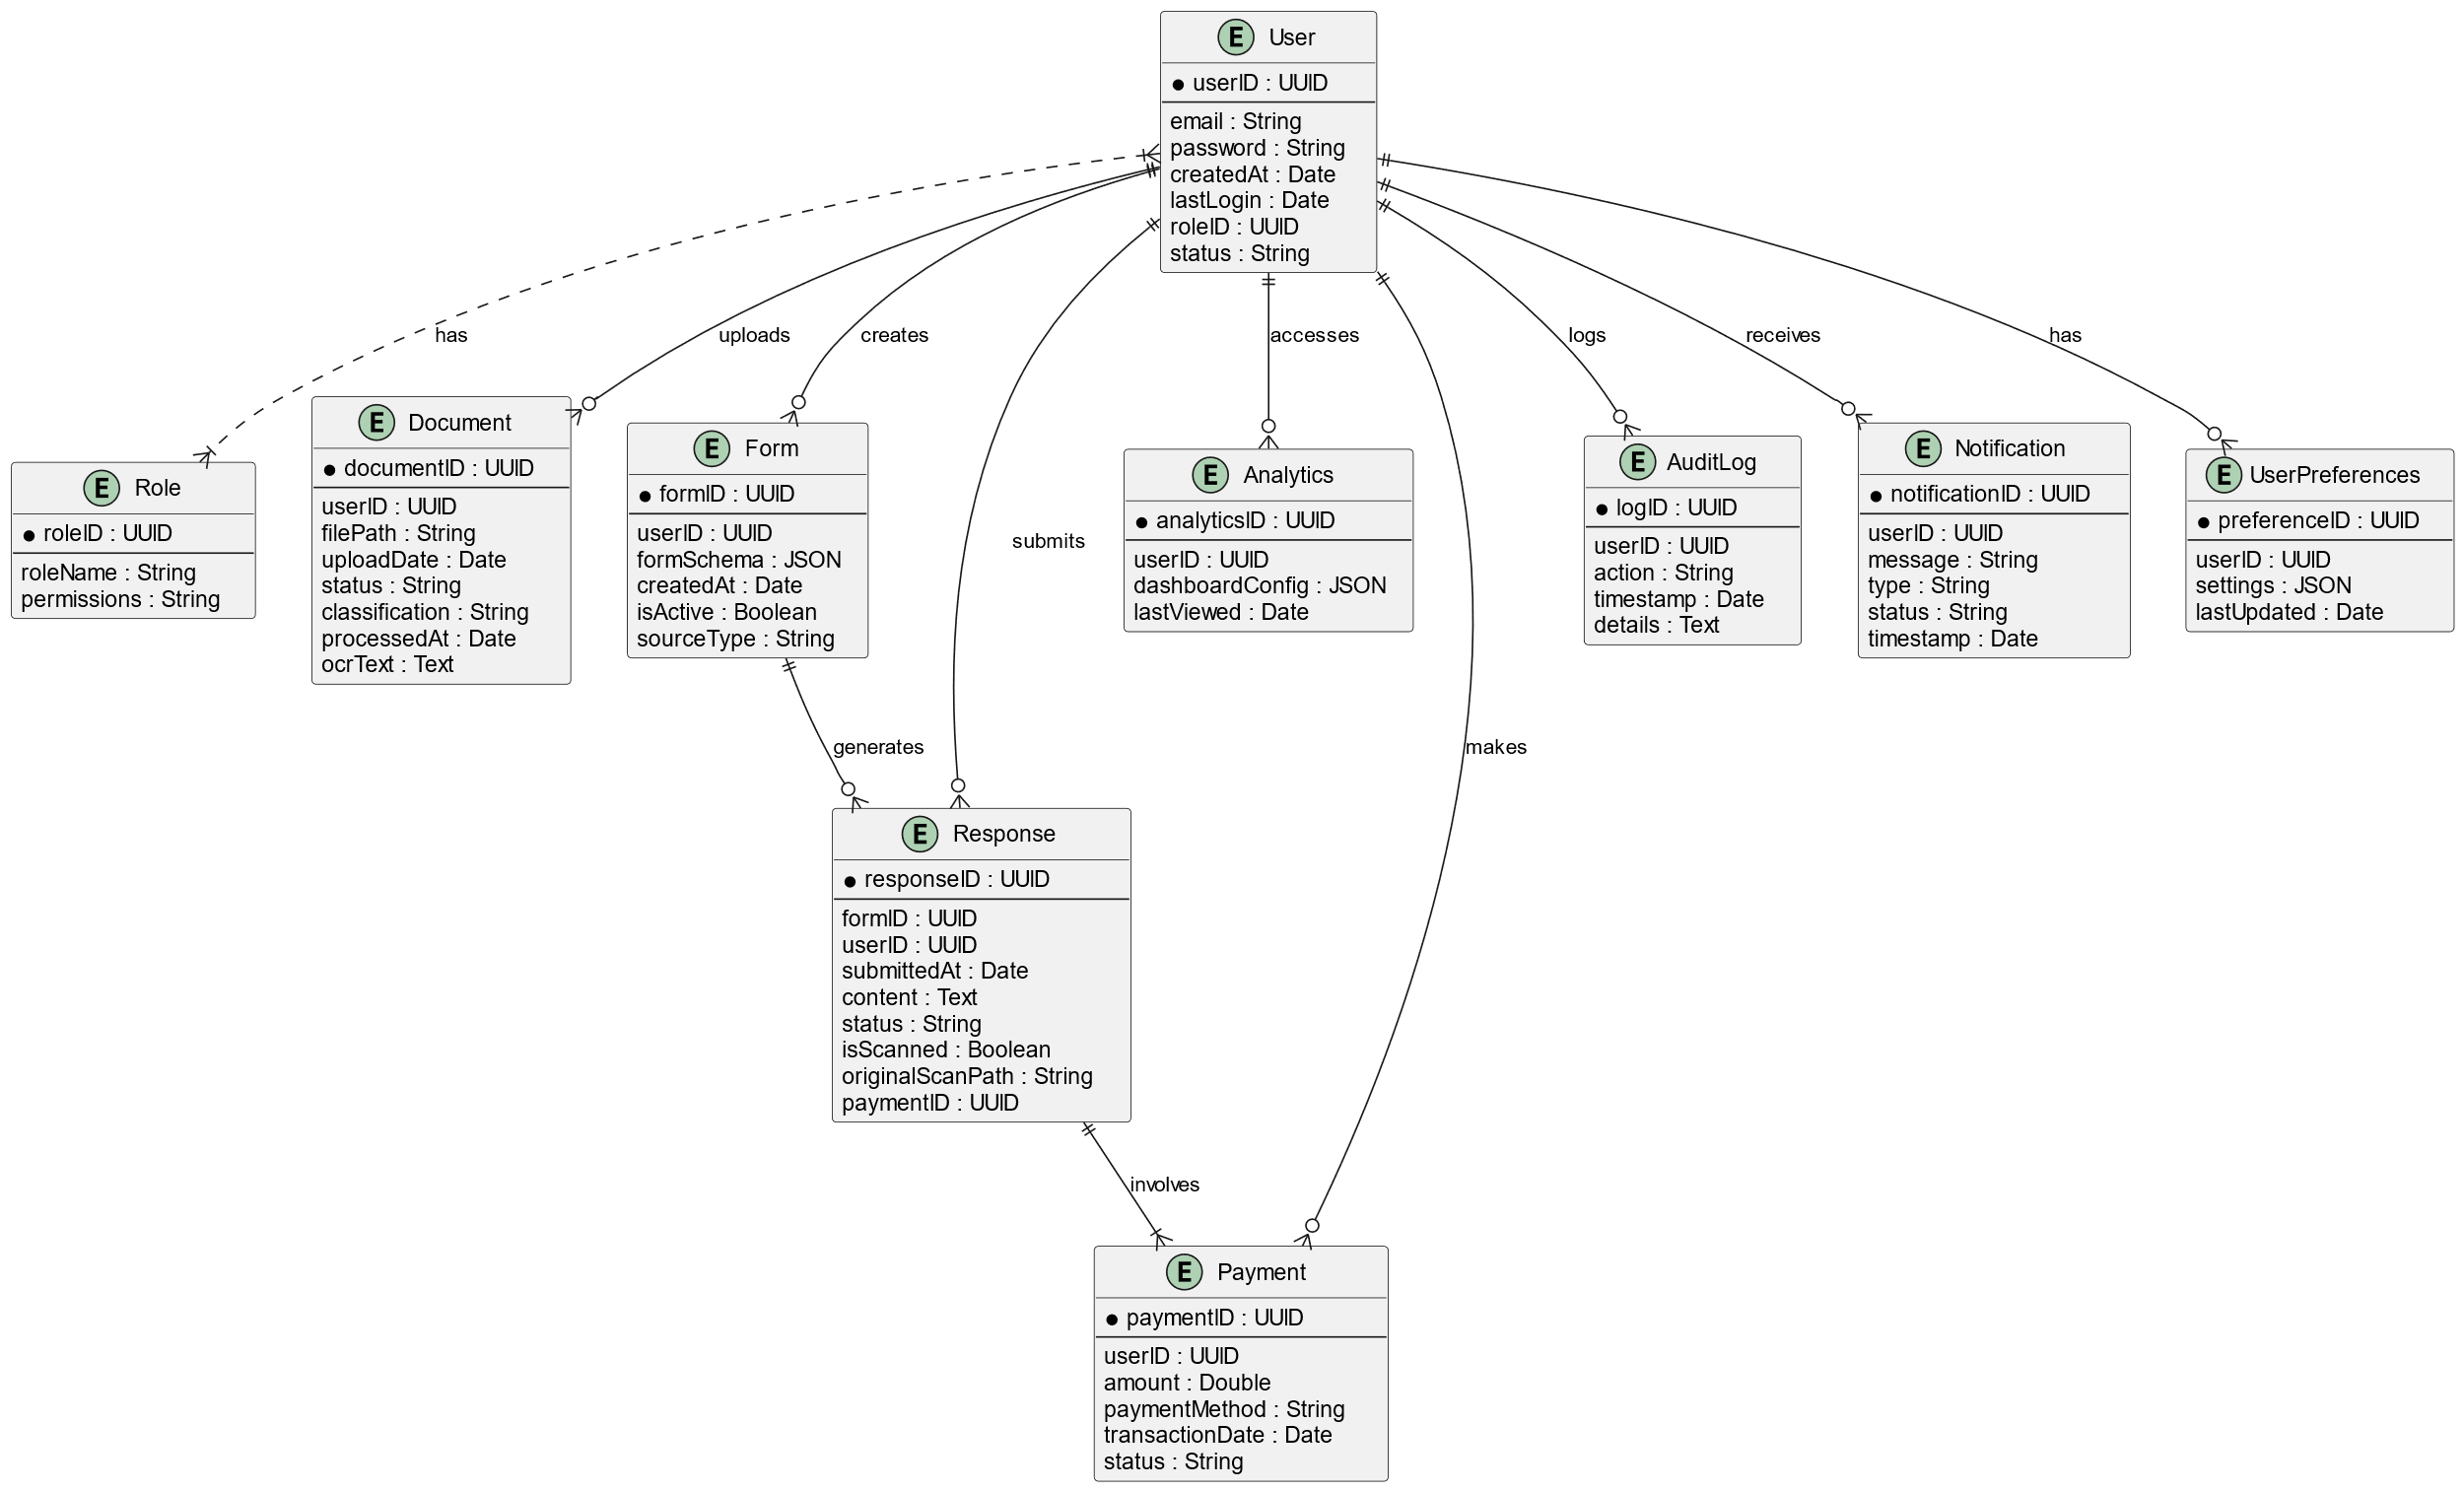 E User
userID : UUID
email : String
password : String
createdAt : Date
lastLogin : Date
roleID : UUID
status : String
has
uploads
creates
accesses
logs
receives
has
E Role
roleID : UUID
roleName : String
permissions : String
E Document
documentID : UUID
userID : UUID
filePath : String
uploadDate : Date
status : String
classification : String
processedAt : Date
ocrText : Text
E Form
formID : UUID
userID : UUID
formSchema : JSON
createdAt : Date
isActive : Boolean
sourceType : String
submits
E Analytics
analyticsID : UUID
userID : UUID
dashboardConfig : JSON
lastViewed : Date
E AuditLog
logID : UUID
userID : UUID
action : String
timestamp : Date
details : Text
E Notification
notificationID : UUID
userID : UUID
message : String
type : String
status : String
timestamp : Date
E UserPreferences
preferenceID : UUID
userID : UUID
settings : JSON
lastUpdated : Date
generates
makes
E Response
responseID : UUID
formID : UUID
userID : UUID
submittedAt : Date
content : Text
status : String
isScanned : Boolean
originalScanPath : String
paymentID : UUID
involves
E Payment
paymentID : UUID
userID : UUID
amount : Double
paymentMethod : String
transactionDate : Date
status : String